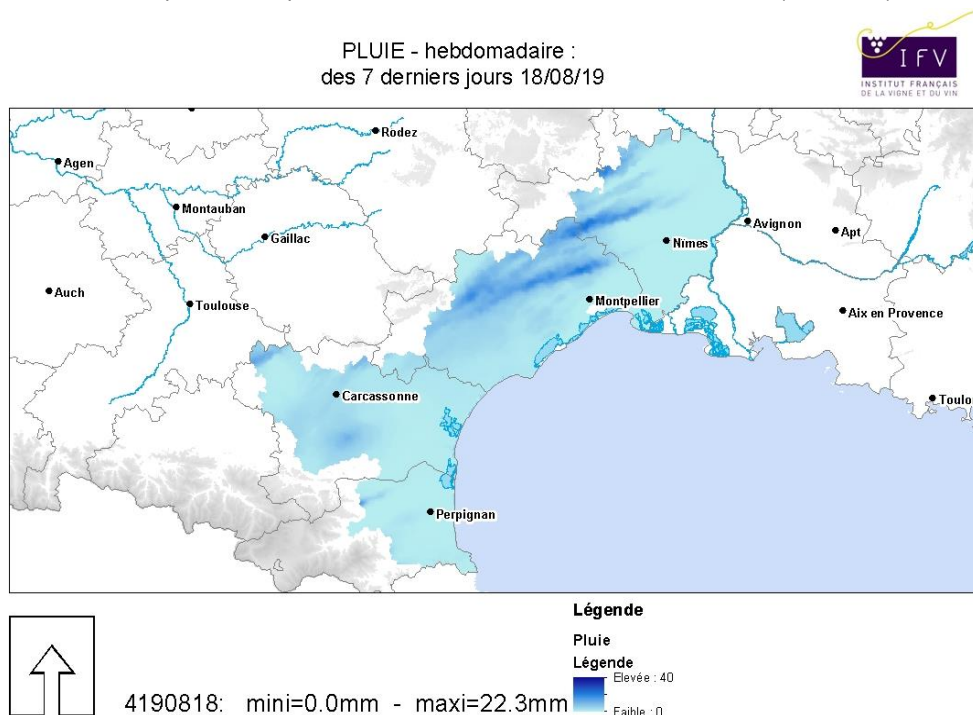 PLUIE - hebdomadaire :
des 7 derniers jours 18/08/19
IFV
INSTITUT FRANÇAIS
DE LA VIGNE ET DU VIN
Rodez
Agen
Montauban
Gaillac
Avignon
Apt
Nîmes
Auch
Toulouse
Montpellier
Aix en Provence
Carcassonne
Toulo
Perpignan
Légende
Pluie
Légende
Elevée : 40
4190818: mini=0.0mm - maxi=22.3mm
Faible : 0